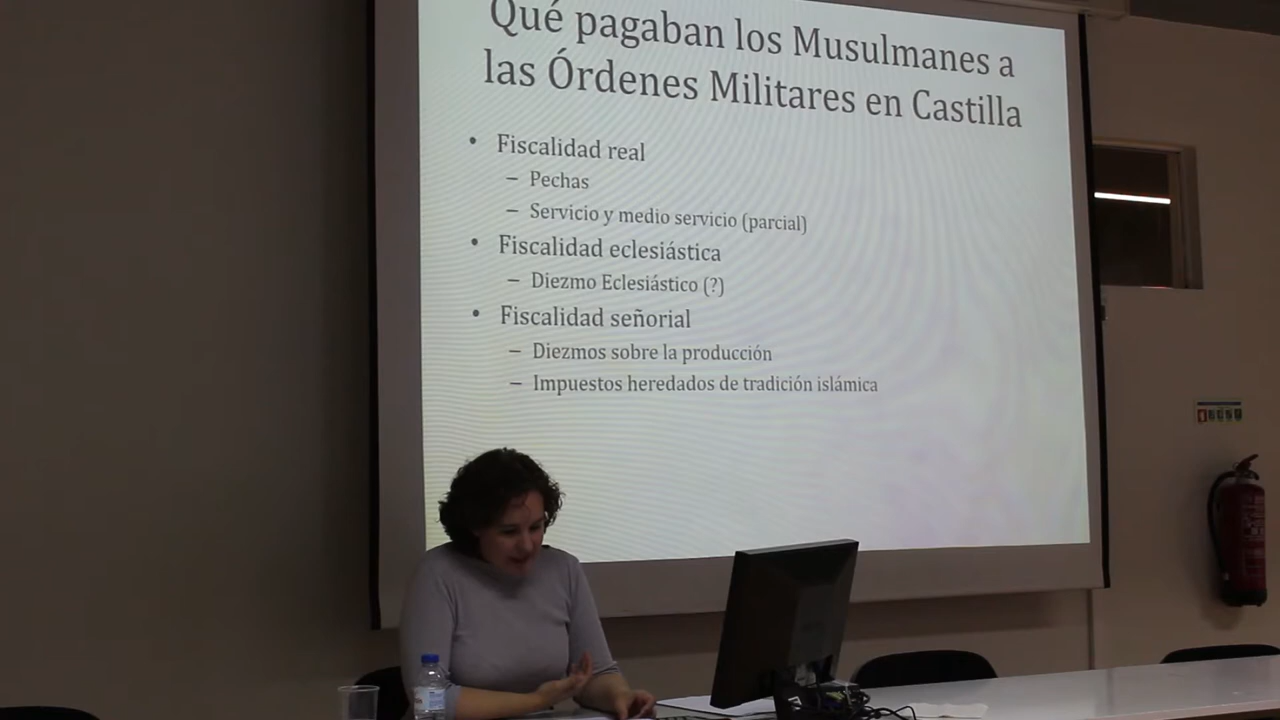 Qué pagaban los Musulmanes a
las Órdenes Militares en Castilla
• Fiscalidad real
– Pechas
– Servicio y medio servicio (parcial)
• Fiscalidad eclesiástica
– Diezmo Eclesiástico (?)
• Fiscalidad señorial
– Diezmos sobre la producción
– Impuestos heredados de tradición islámica